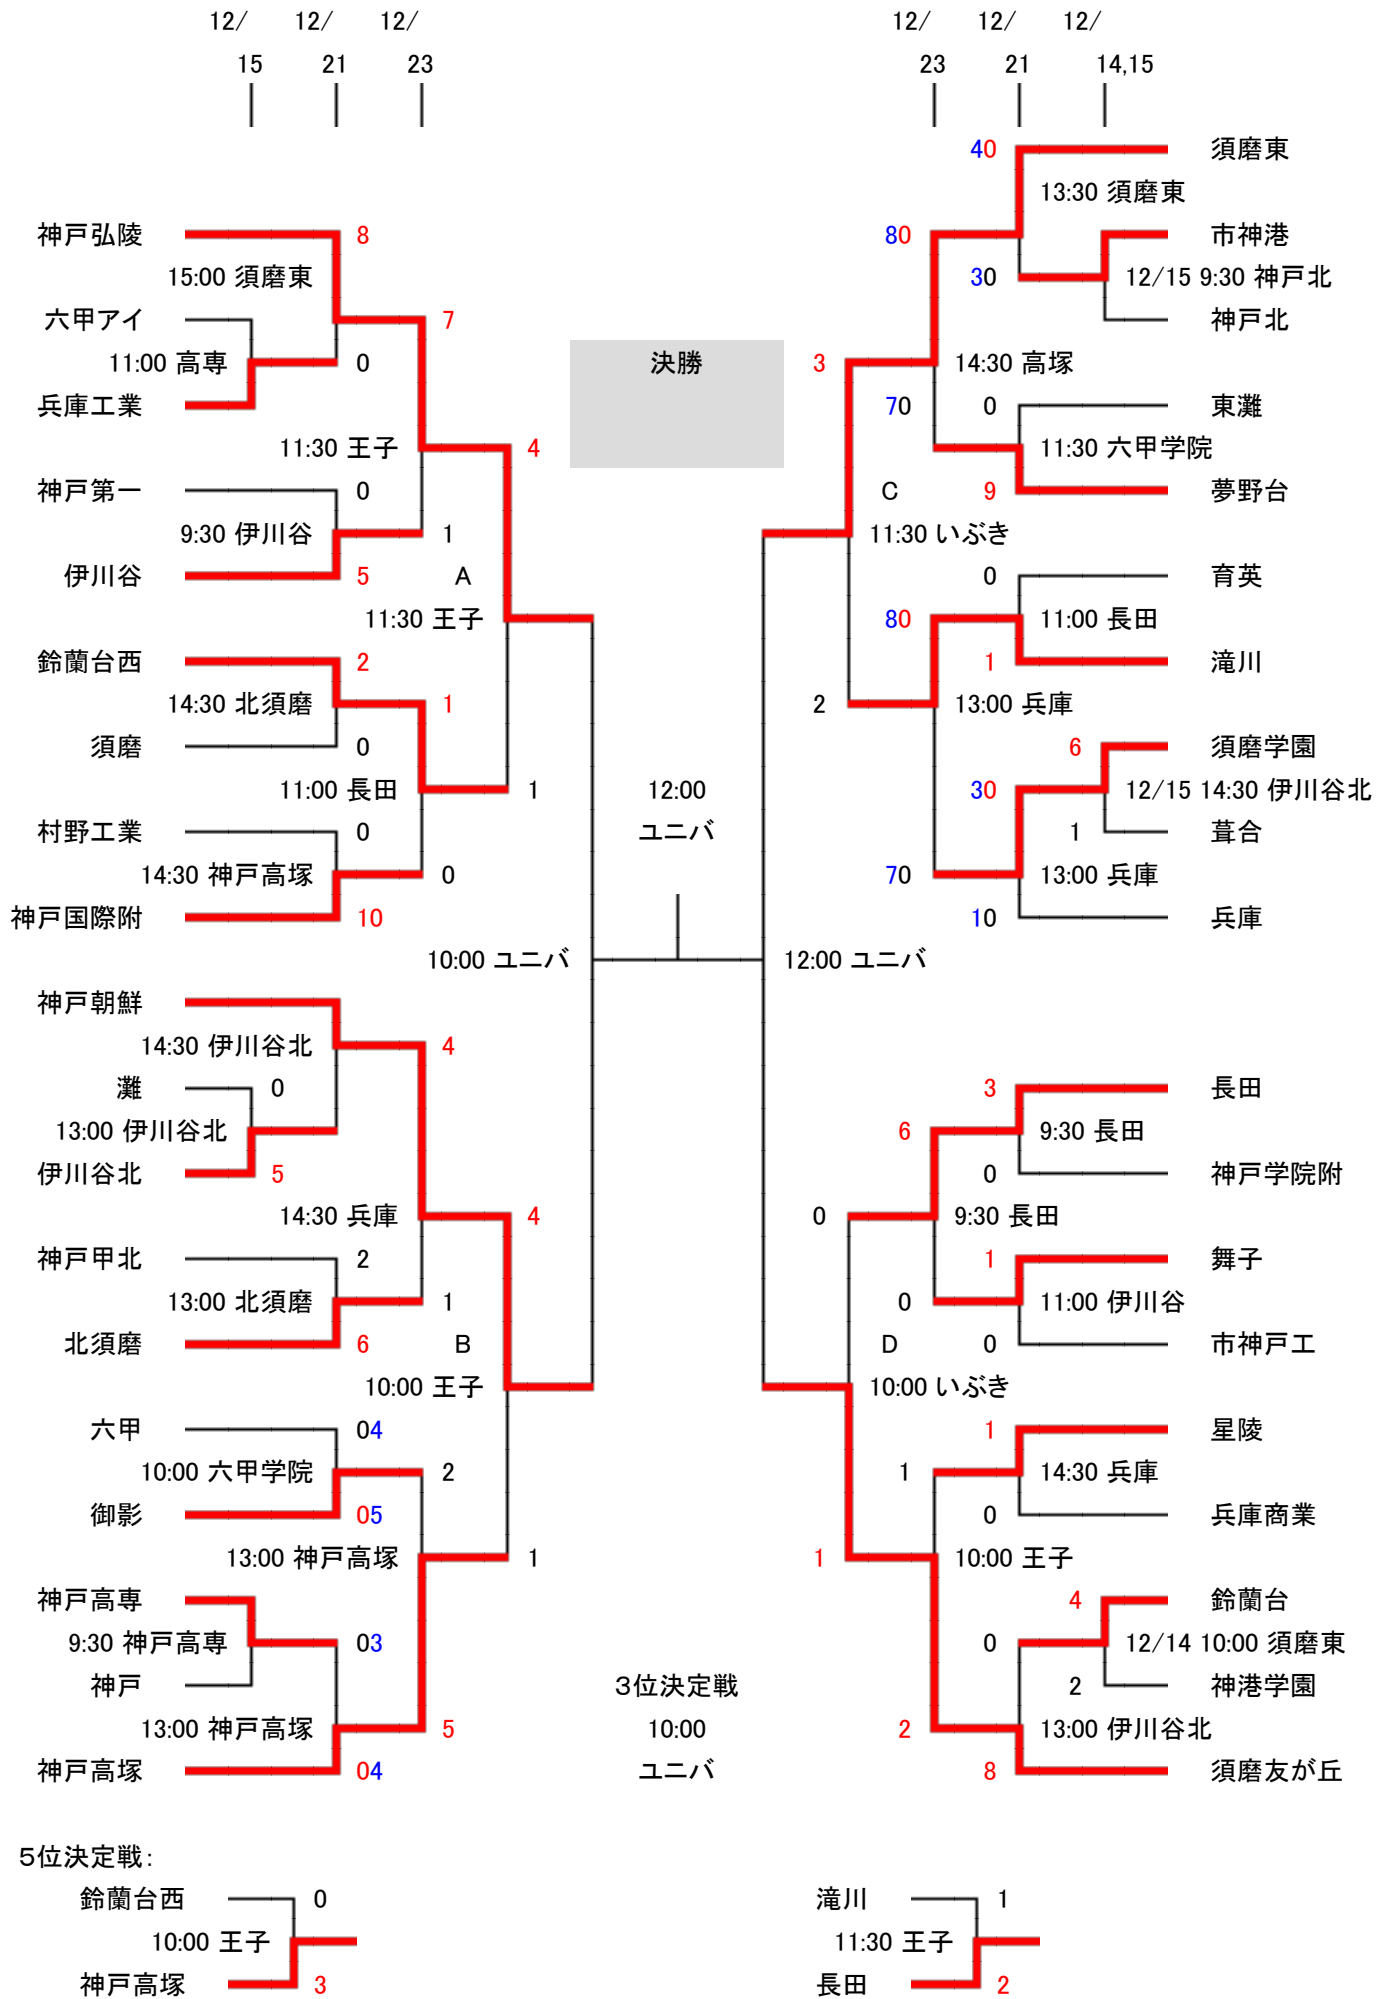 12/ 12/ 12/ 12/ 12/ 12/
15 21 23 23 21 14,15
40 須磨東
13:30 須磨東
神戸弘陵 8 80 市神港
15:00 須磨東 30 12/15 9:30 神戸北
六甲アイ 7 神戸北
11:00 高専 0 決勝 3 14:30 高塚
兵庫工業 70 0 東灘
11:30 王子 4 11:30 六甲学院
神戸第一 0 C 9 夢野台
9:30 伊川谷 1 11:30 いぶき
伊川谷 5 A 0 育英
11:30 王子 80 11:00 長田
鈴蘭台西 2 1 滝川
14:30 北須磨 1 2 13:00 兵庫
須磨 0 6 須磨学園
11:00 長田 1 12:00 30 12/15 14:30 伊川谷北
村野工業 0 ユニバ 1 葺合
14:30 神戸高塚 0 70 13:00 兵庫
神戸国際附 10 10 兵庫
10:00 ユニバ 12:00 ユニバ
神戸朝鮮
14:30 伊川谷北 4
灘 0 3 長田
13:00 伊川谷北 6 9:30 長田
伊川谷北 5 0 神戸学院附
14:30 兵庫 4 0 9:30 長田
神戸甲北 2 1 舞子
13:00 北須磨 1 0 11:00 伊川谷
北須磨 6 B D 0 市神戸工
10:00 王子 10:00 いぶき
六甲 04 1 星陵
10:00 六甲学院 2 1 14:30 兵庫
御影 05 0 兵庫商業
13:00 神戸高塚 1 1 10:00 王子
神戸高専 4 鈴蘭台
9:30 神戸高専 03 0 12/14 10:00 須磨東
神戸 3位決定戦 2 神港学園
13:00 神戸高塚 5 10:00 2 13:00 伊川谷北
神戸高塚 04 ユニバ 8 須磨友が丘
5位決定戦:
鈴蘭台西 0 滝川 1
10:00 王子 11:30 王子
神戸高塚 3 長田 2